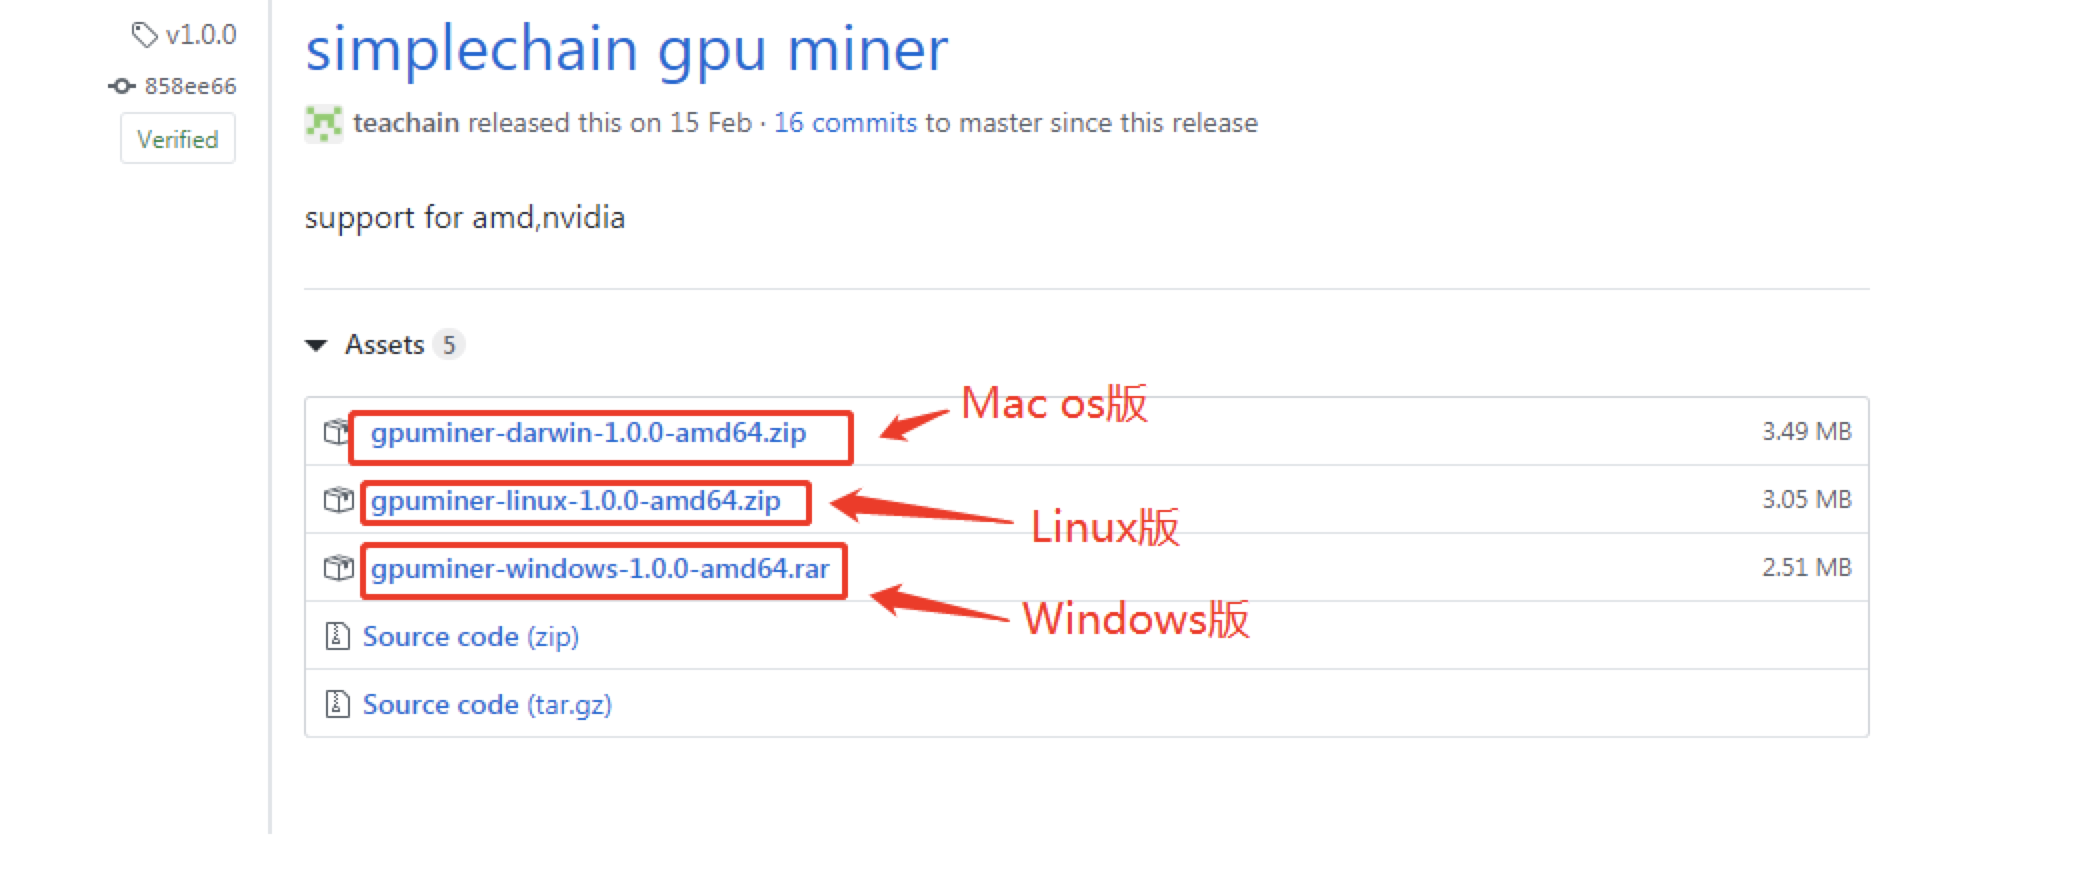 v1.0.0
858ee66
Verified
simplechain gpu miner
teachain released this on 15 Feb · 16 commits to master since this release
support for amd,nvidia
Assets 5
Mac os版
gpuminer-darwin-1.0.0-amd64.zip 3.49 MB
gpuminer-linux-1.0.0-amd64.zip 3.05 MB
Linux版
gpuminer-windows-1.0.0-amd64.rar 2.51 MB
Windows版
Source code (zip)
Source code (tar.gz)